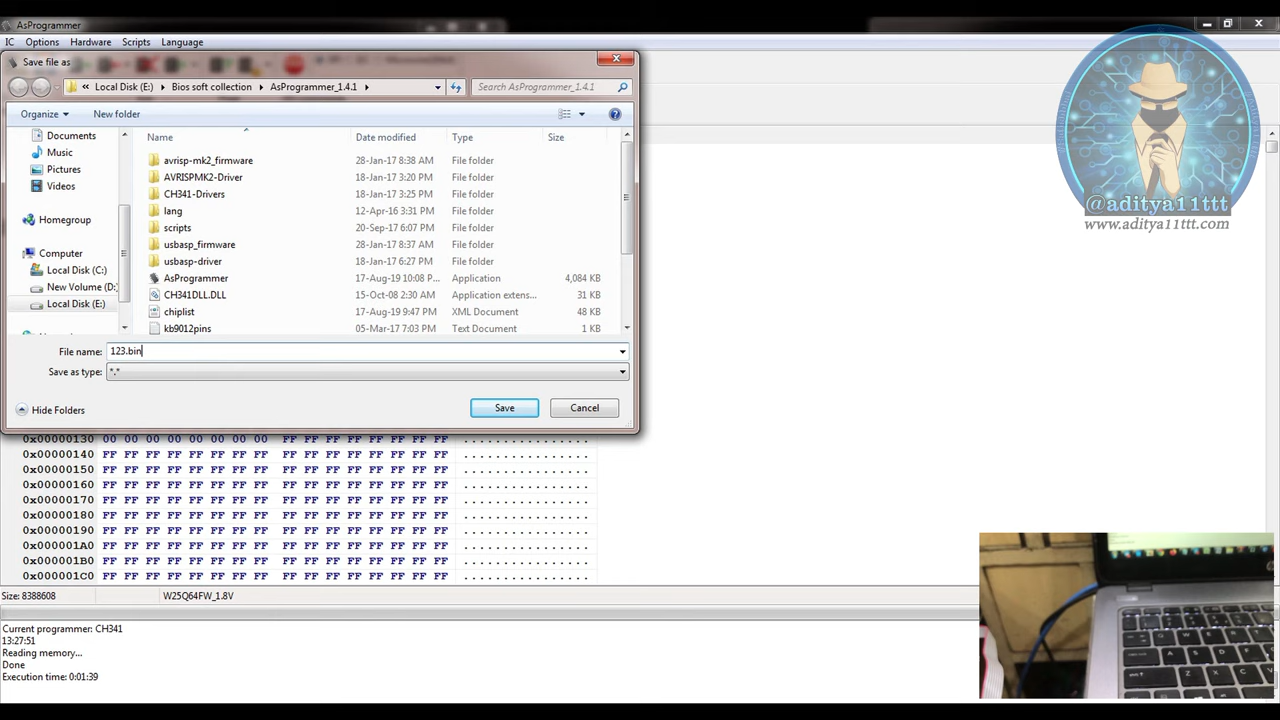 AsProgrammer
IC Options Hardware Scripts Language
Save file as
« Local Disk (E:) Bios soft collection AsProgrammer_1.4.1
Search AsProgrammer_1.4.1
Organize New folder
Name Date modified Type Size
Documents
Music
Pictures
Videos
Homegroup
Computer
Local Disk (C:)
New Volume (D:)
Local Disk (E:)
avrisp-mk2_firmware 28-Jan-17 8:38 AM File folder
AVRISPMK2-Driver 18-Jan-17 3:20 PM File folder
CH341-Drivers 18-Jan-17 3:25 PM File folder
lang 12-Apr-16 3:31 PM File folder
scripts 20-Sep-17 6:07 PM File folder
usbasp_firmware 28-Jan-17 8:37 AM File folder
usbasp-driver 18-Jan-17 6:27 PM File folder
AsProgrammer 17-Aug-19 10:08 P... Application 4,084 KB
CH341DLL.DLL 15-Oct-08 2:30 AM Application extens... 31 KB
chiplist 17-Aug-19 9:47 PM XML Document 48 KB
kb9012pins 05-Mar-17 7:03 PM Text Document 1 KB
File name: 123.bin
Save as type: *.*
Hide Folders Save Cancel
0x00000130 00 00 00 00 00 00 00 00 FF FF FF FF FF FF FF FF ................
0x00000140 FF FF FF FF FF FF FF FF FF FF FF FF FF FF FF FF ................
0x00000150 FF FF FF FF FF FF FF FF FF FF FF FF FF FF FF FF ................
0x00000160 FF FF FF FF FF FF FF FF FF FF FF FF FF FF FF FF ................
0x00000170 FF FF FF FF FF FF FF FF FF FF FF FF FF FF FF FF ................
0x00000180 FF FF FF FF FF FF FF FF FF FF FF FF FF FF FF FF ................
0x00000190 FF FF FF FF FF FF FF FF FF FF FF FF FF FF FF FF ................
0x000001A0 FF FF FF FF FF FF FF FF FF FF FF FF FF FF FF FF ................
0x000001B0 FF FF FF FF FF FF FF FF FF FF FF FF FF FF FF FF ................
0x000001C0 FF FF FF FF FF FF FF FF FF FF FF FF FF FF FF FF ................
Size: 8388608 W25Q64FW_1.8V
Current programmer: CH341
13:27:51
Reading memory...
Done
Execution time: 0:01:39
@aditya11ttt
www.aditya11ttt.com